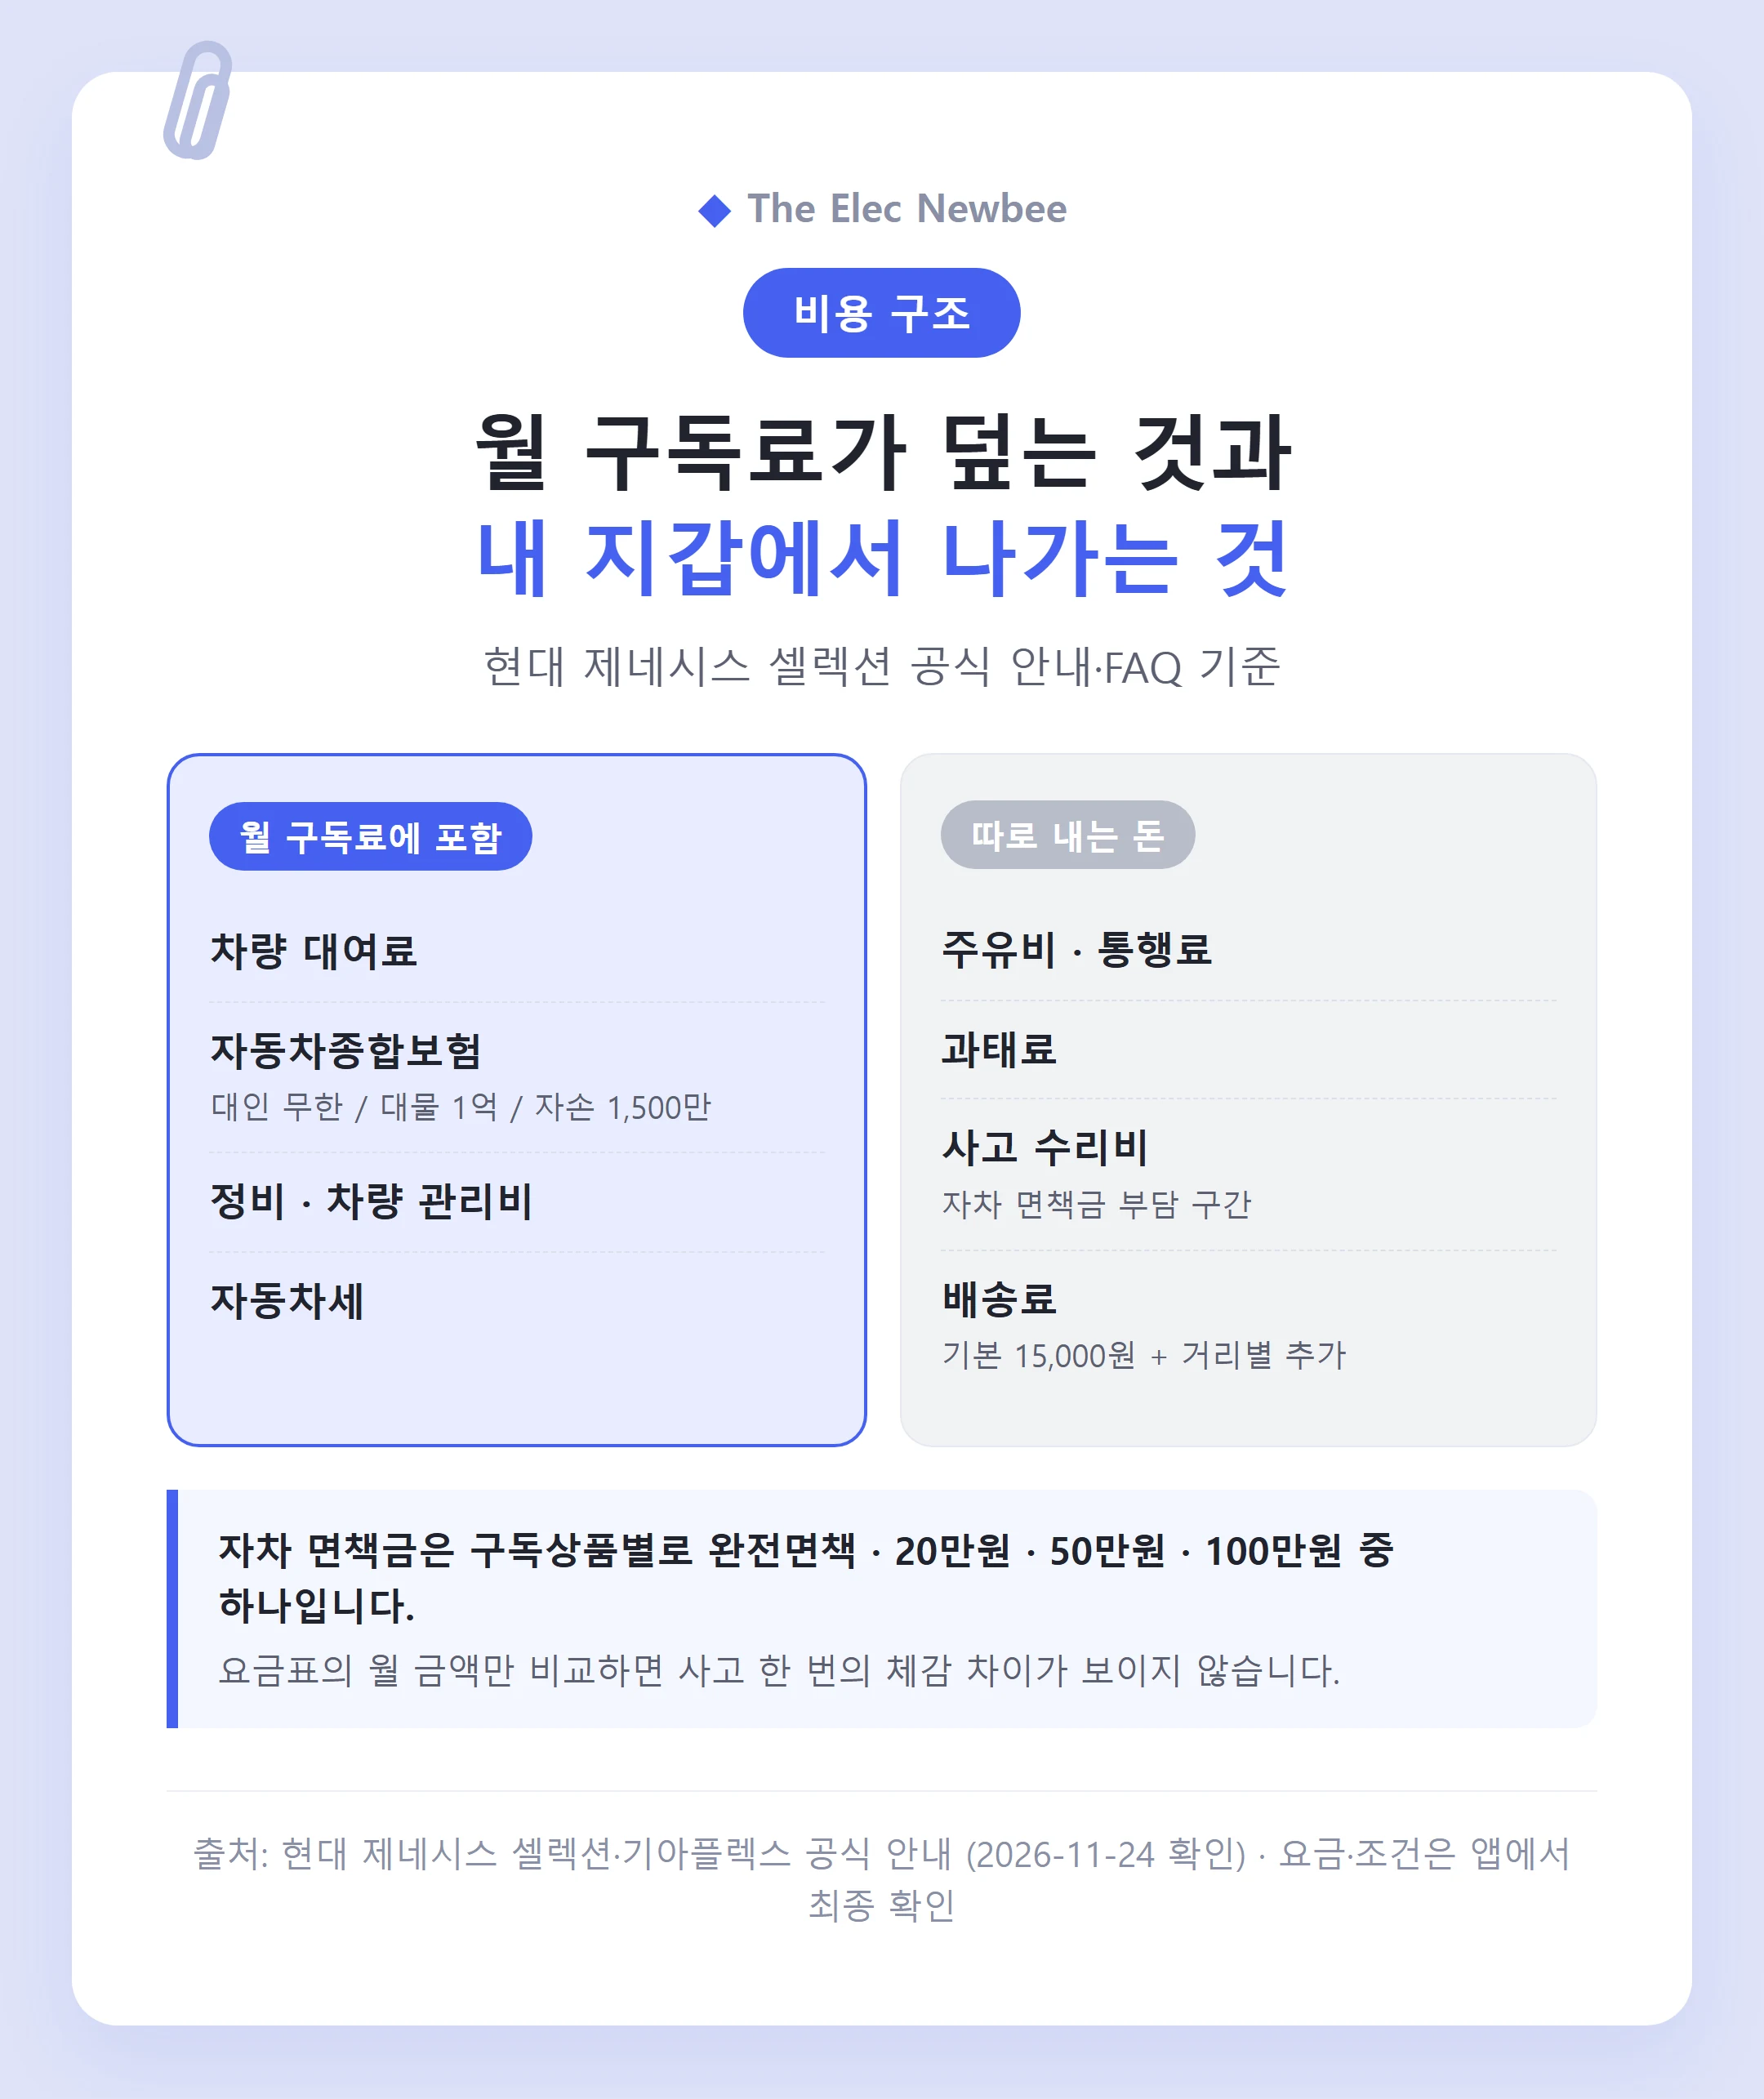 The Elec Newbee
비용 구조
월 구독료가 덮는 것과
내 지갑에서 나가는 것
현대 제네시스 셀렉션 공식 안내·FAQ 기준
월 구독료에 포함
차량 대여료
자동차종합보험
대인 무한 / 대물 1억 / 자손 1,500만
정비 · 차량 관리비
자동차세
따로 내는 돈
주유비 · 통행료
과태료
사고 수리비
자차 면책금 부담 구간
배송료
기본 15,000원 + 거리별 추가
자차 면책금은 구독상품별로 완전면책 · 20만원 · 50만원 · 100만원 중
하나입니다.
요금표의 월 금액만 비교하면 사고 한 번의 체감 차이가 보이지 않습니다.
출처: 현대 제네시스 셀렉션·기아플렉스 공식 안내 (2026-11-24 확인) · 요금·조건은 앱에서
최종 확인